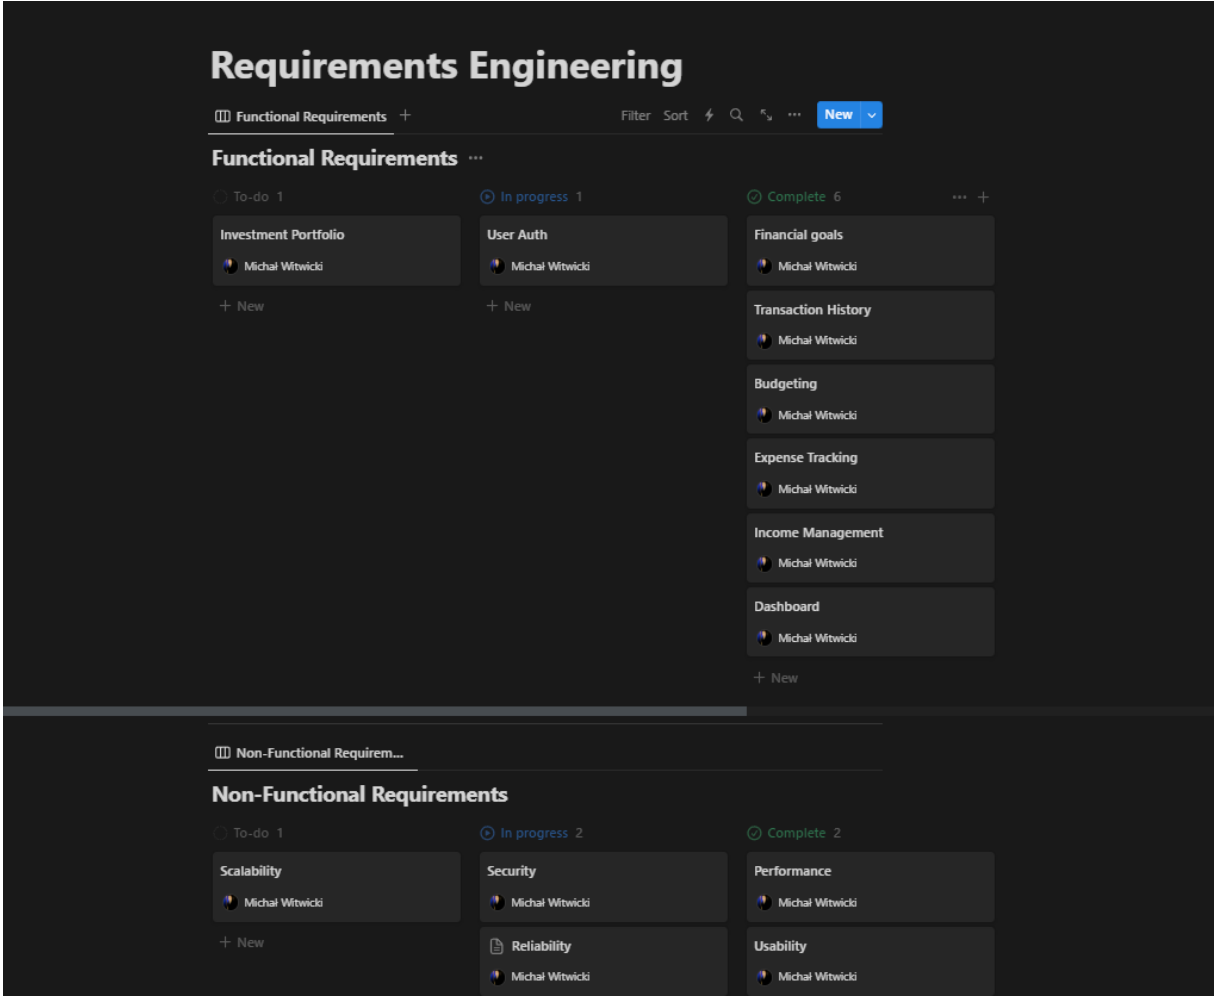 Requirements Engineering
Functional Requirements
Filter Sort New
Functional Requirements
To-do 1
Investment Portfolio
Michał Witwicki
New
In progress 1
User Auth
Michał Witwicki
New
Complete 6
Financial goals
Michał Witwicki
Transaction History
Michał Witwicki
Budgeting
Michał Witwicki
Expense Tracking
Michał Witwicki
Income Management
Michał Witwicki
Dashboard
Michał Witwicki
New
Non-Functional Requirem...
Non-Functional Requirements
To-do 1
Scalability
Michał Witwicki
New
In progress 2
Security
Michał Witwicki
Reliability
Michał Witwicki
Complete 2
Performance
Michał Witwicki
Usability
Michał Witwicki